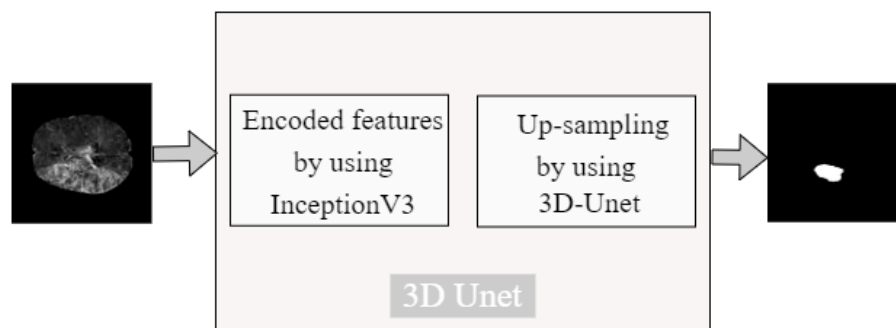 Encoded features
by using
InceptionV3
Up-sampling
by using
3D-Unet
3D Unet